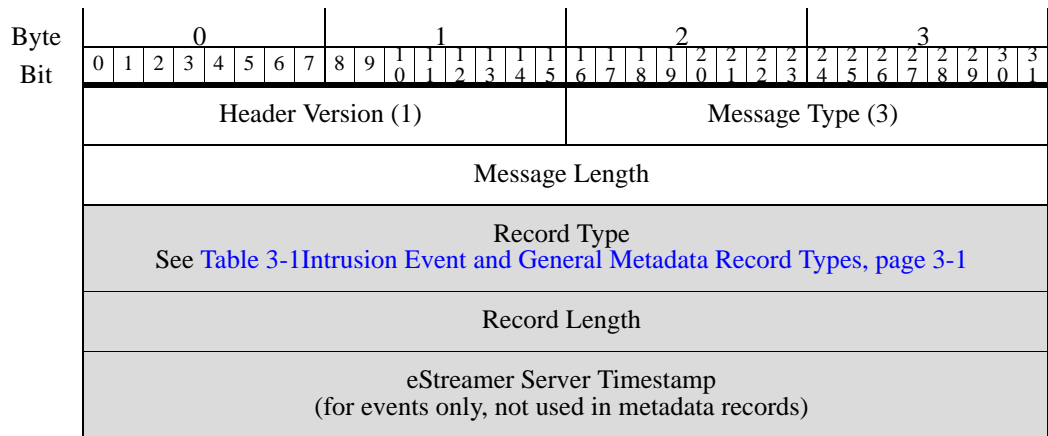 Byte 0 1 2 3
Bit 0 1 2 3 4 5 6 7 8 9 10 11 12 13 14 15 16 17 18 19 20 21 22 23 24 25 26 27 28 29 30 31
Header Version (1) Message Type (3)
Message Length
Record Type
See Table 3-1Intrusion Event and General Metadata Record Types, page 3-1
Record Length
eStreamer Server Timestamp
(for events only, not used in metadata records)